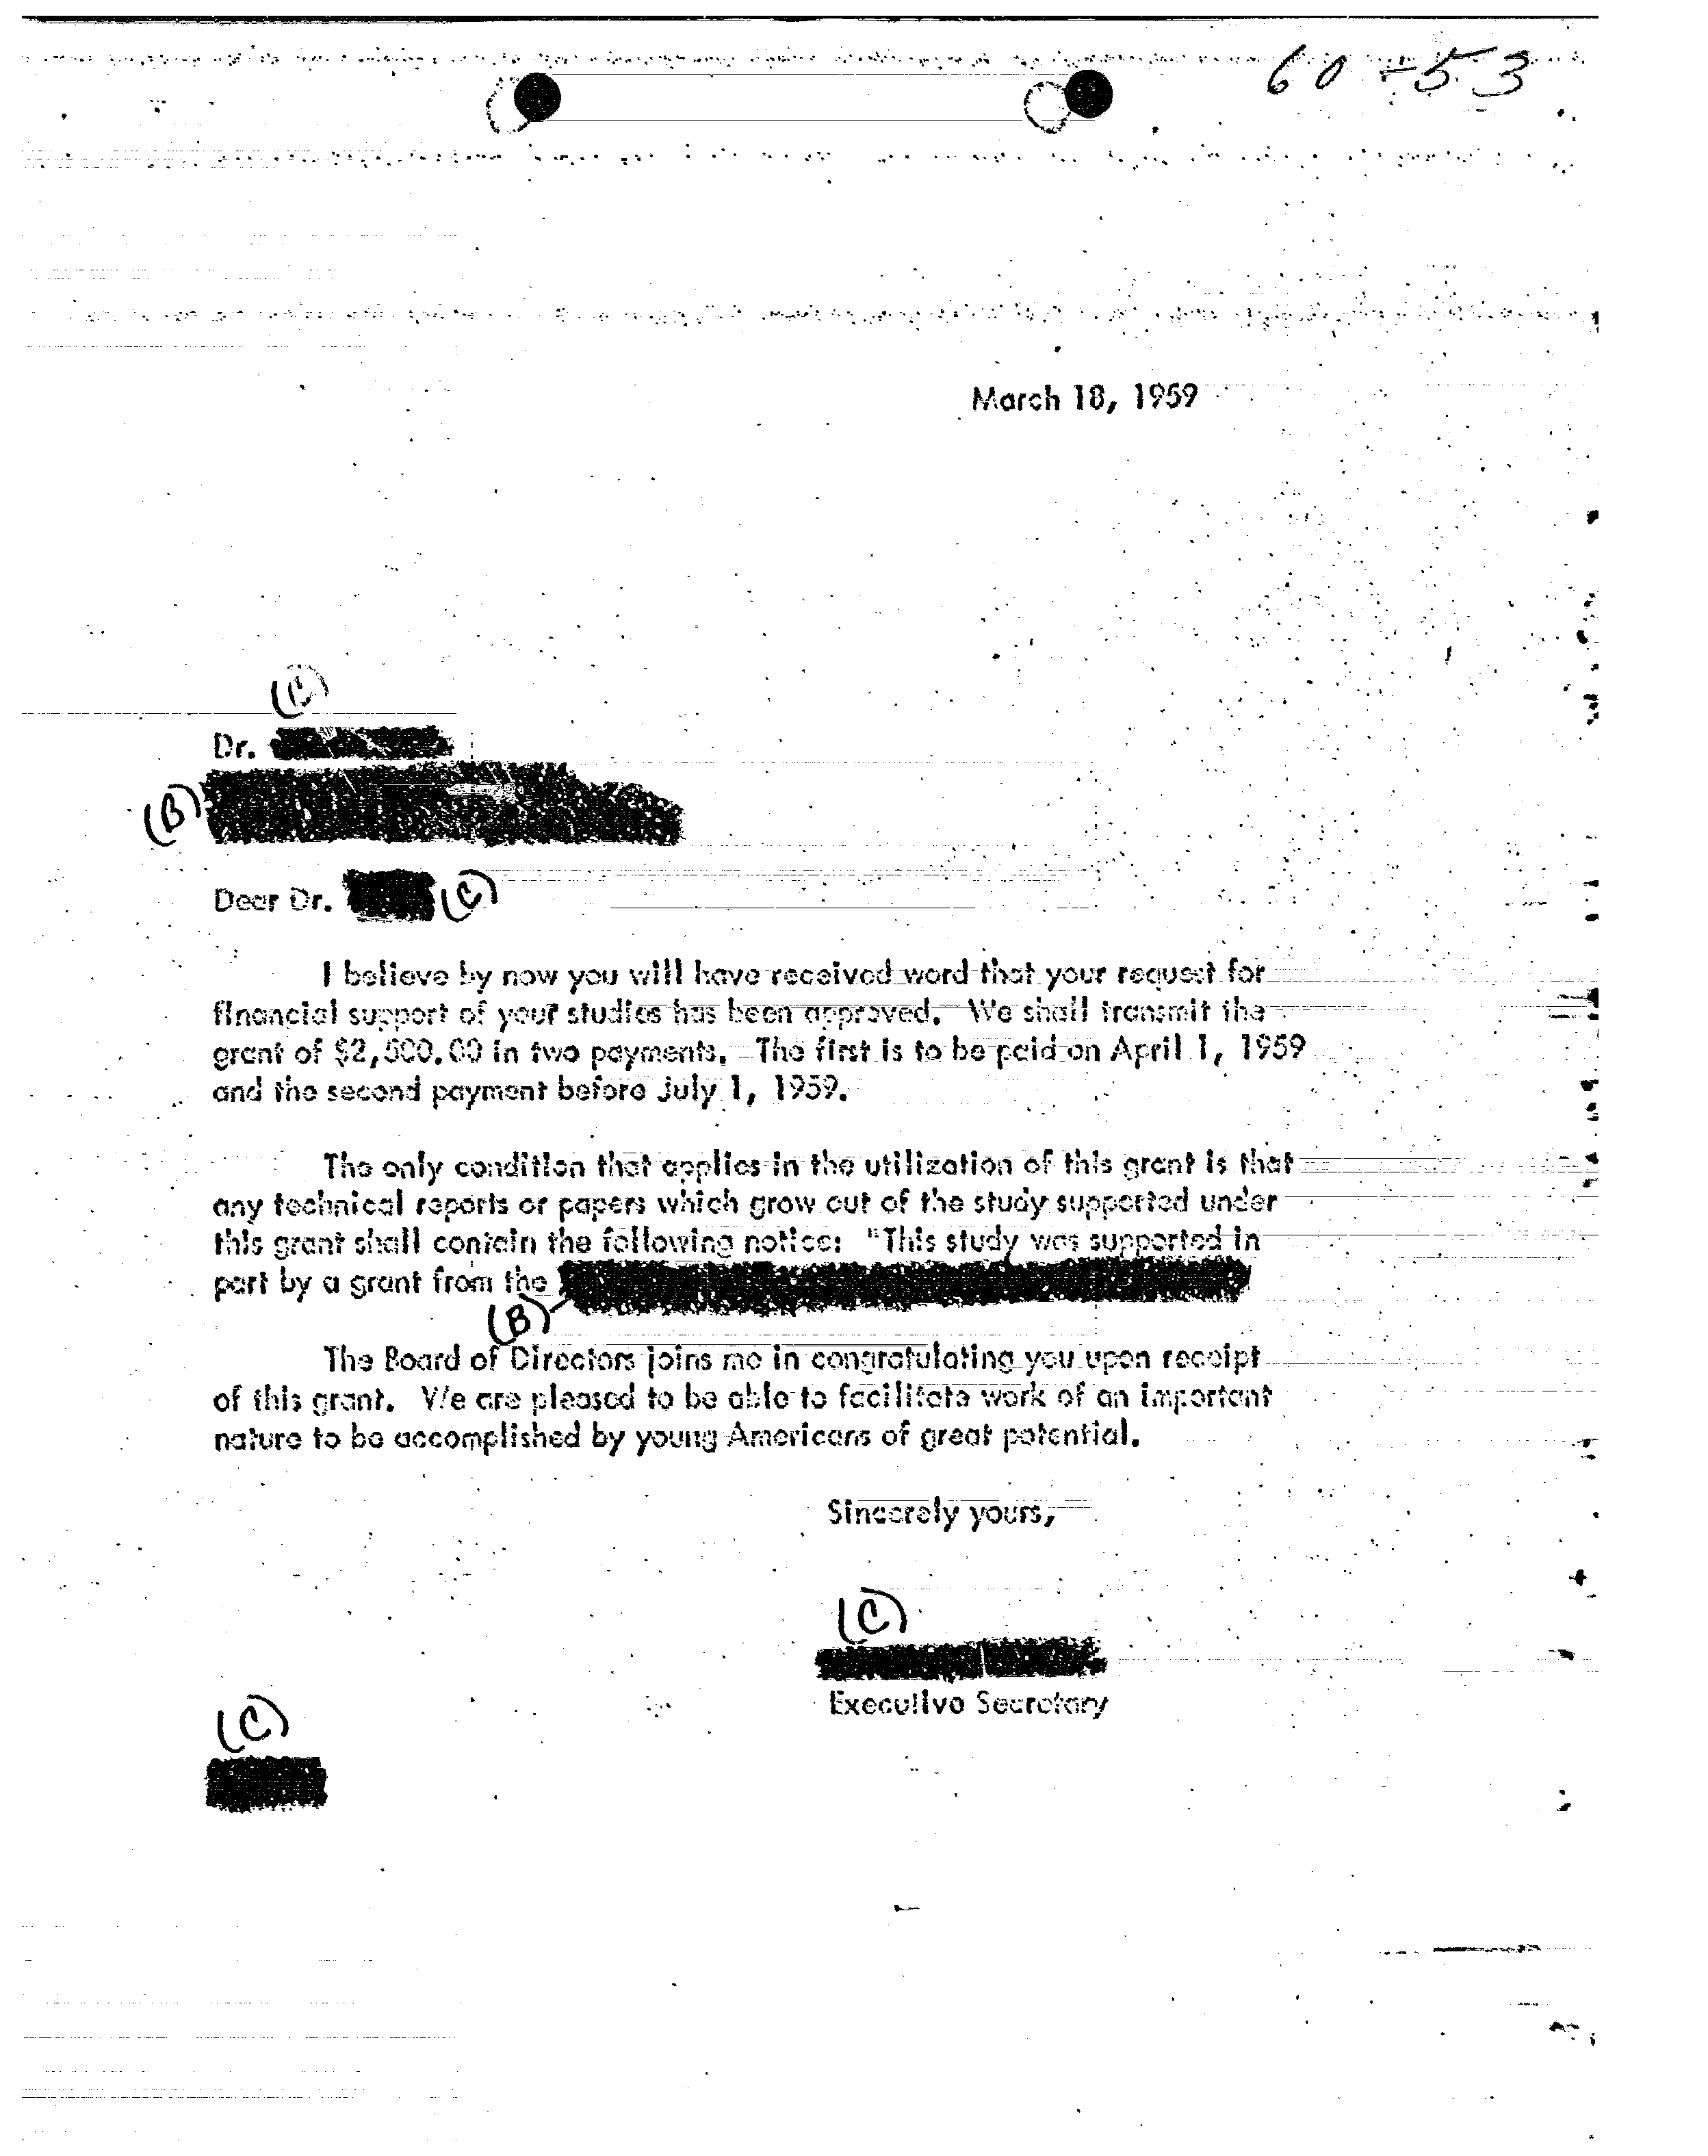 60-53
March 18, 1959
(C)
Dr.
(B)
Dear Dr. (C)
I believe by now you will have received word that your request for
financial support of your studies has been approved. We shall transmit the
grant of $2,500.00 in two payments. The first is to be paid on April 1, 1959
and the second payment before July 1, 1959.
The only condition that applies in the utilization of this grant is that
any technical reports or papers which grow out of the study supported under
this grant shall contain the following notice: "This study was supported in
part by a grant from the
(B)
The Board of Directors joins me in congratulating you upon receipt
of this grant. We are pleased to be able to facilitate work of an important
nature to be accomplished by young Americans of great potential.
Sincerely yours,
(C)
Executive Secretary
(C)